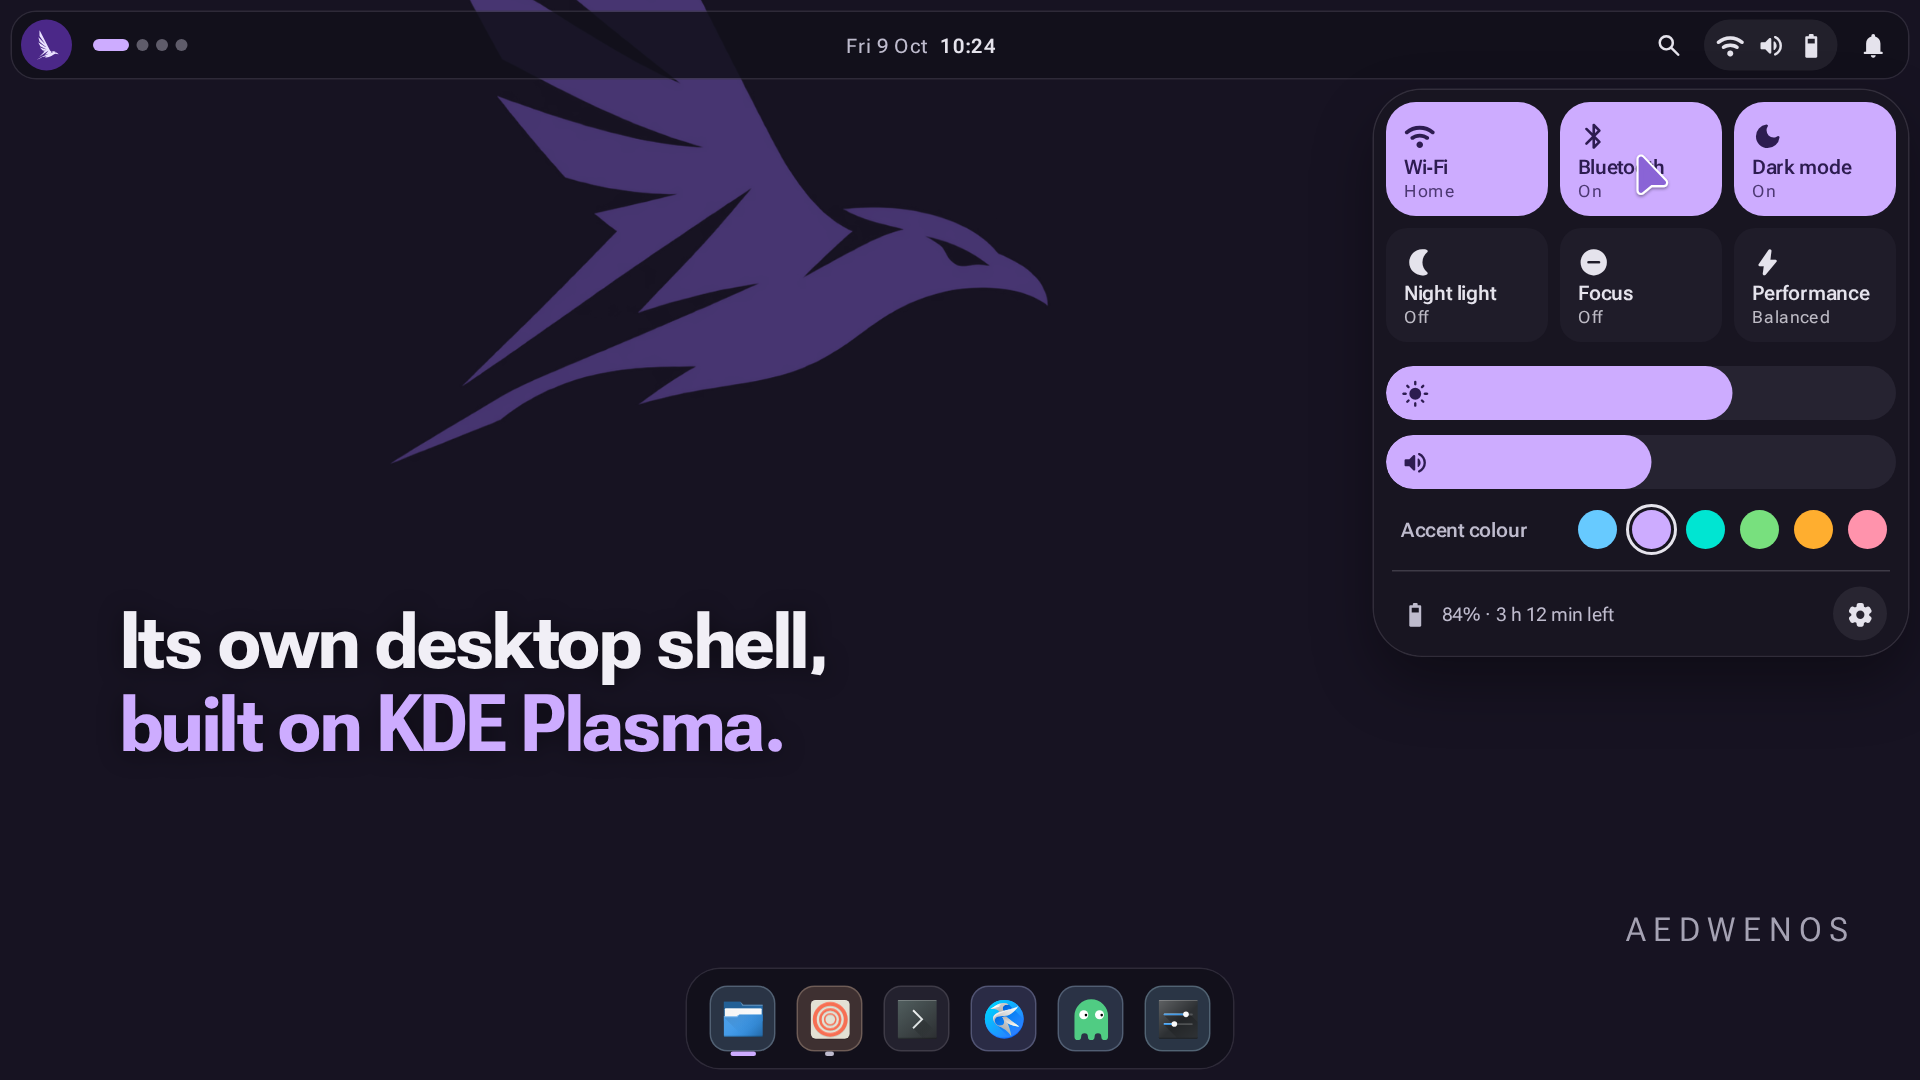 Fri 9 Oct 10:24
Wi-Fi
Home
Bluetooth
On
Dark mode
On
Night light
Off
Focus
Off
Performance
Balanced
Accent colour
84% · 3 h 12 min left
Its own desktop shell,
built on KDE Plasma.
AEDWENOS